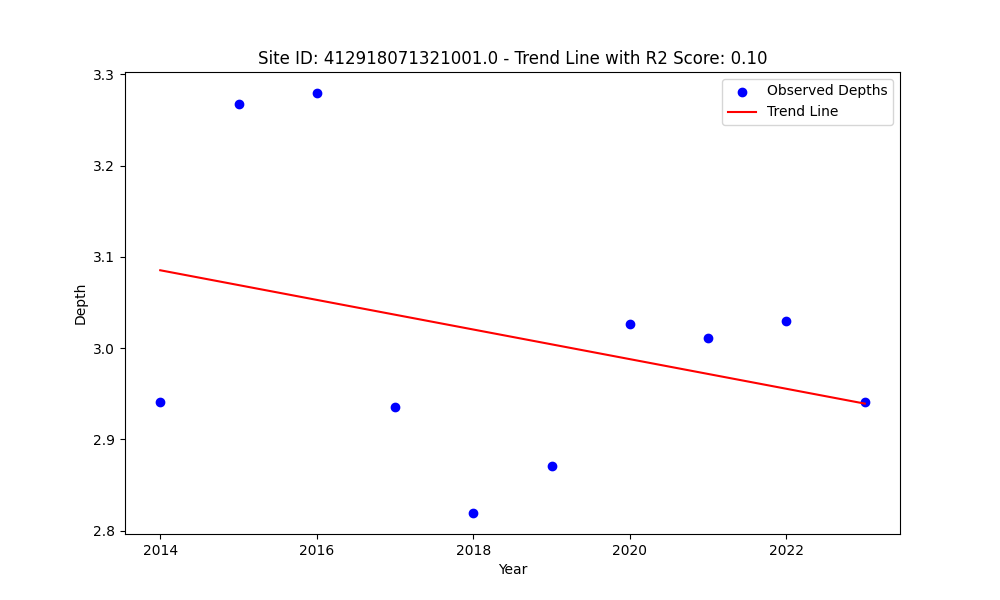 Site ID: 412918071321001.0 - Trend Line with R2 Score: 0.10
Observed Depths
Trend Line
3.3
3.2
3.1
3.0
2.9
2.8
Depth
2014
2016
2018
2020
2022
Year